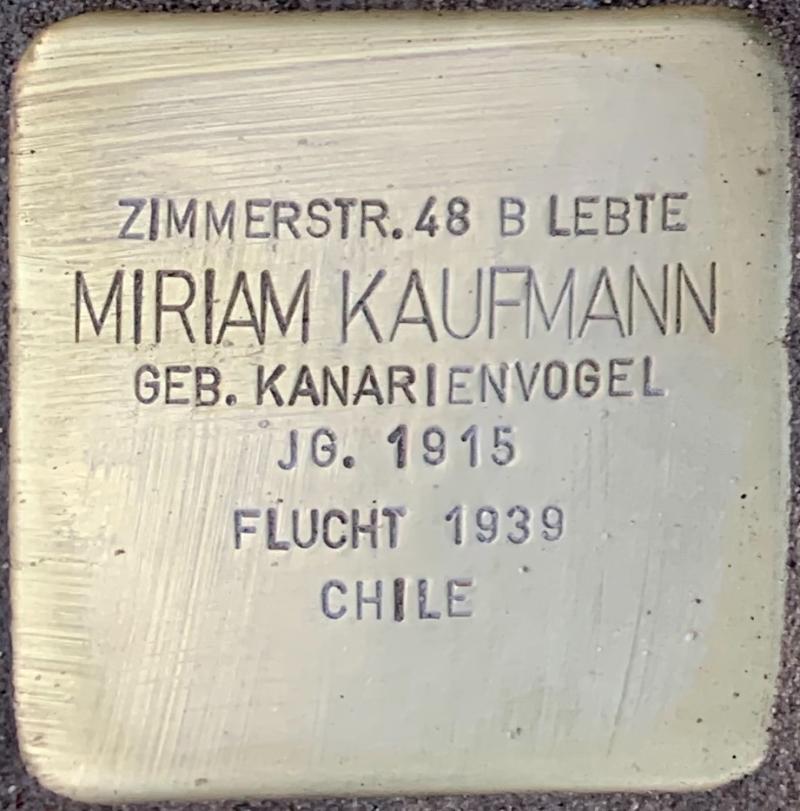 ZIMMERSTR. 48 B LEBTE
MIRIAM KAUFMANN
GEB. KANARIENVOGEL
JG. 1915
FLUCHT 1939
CHILE